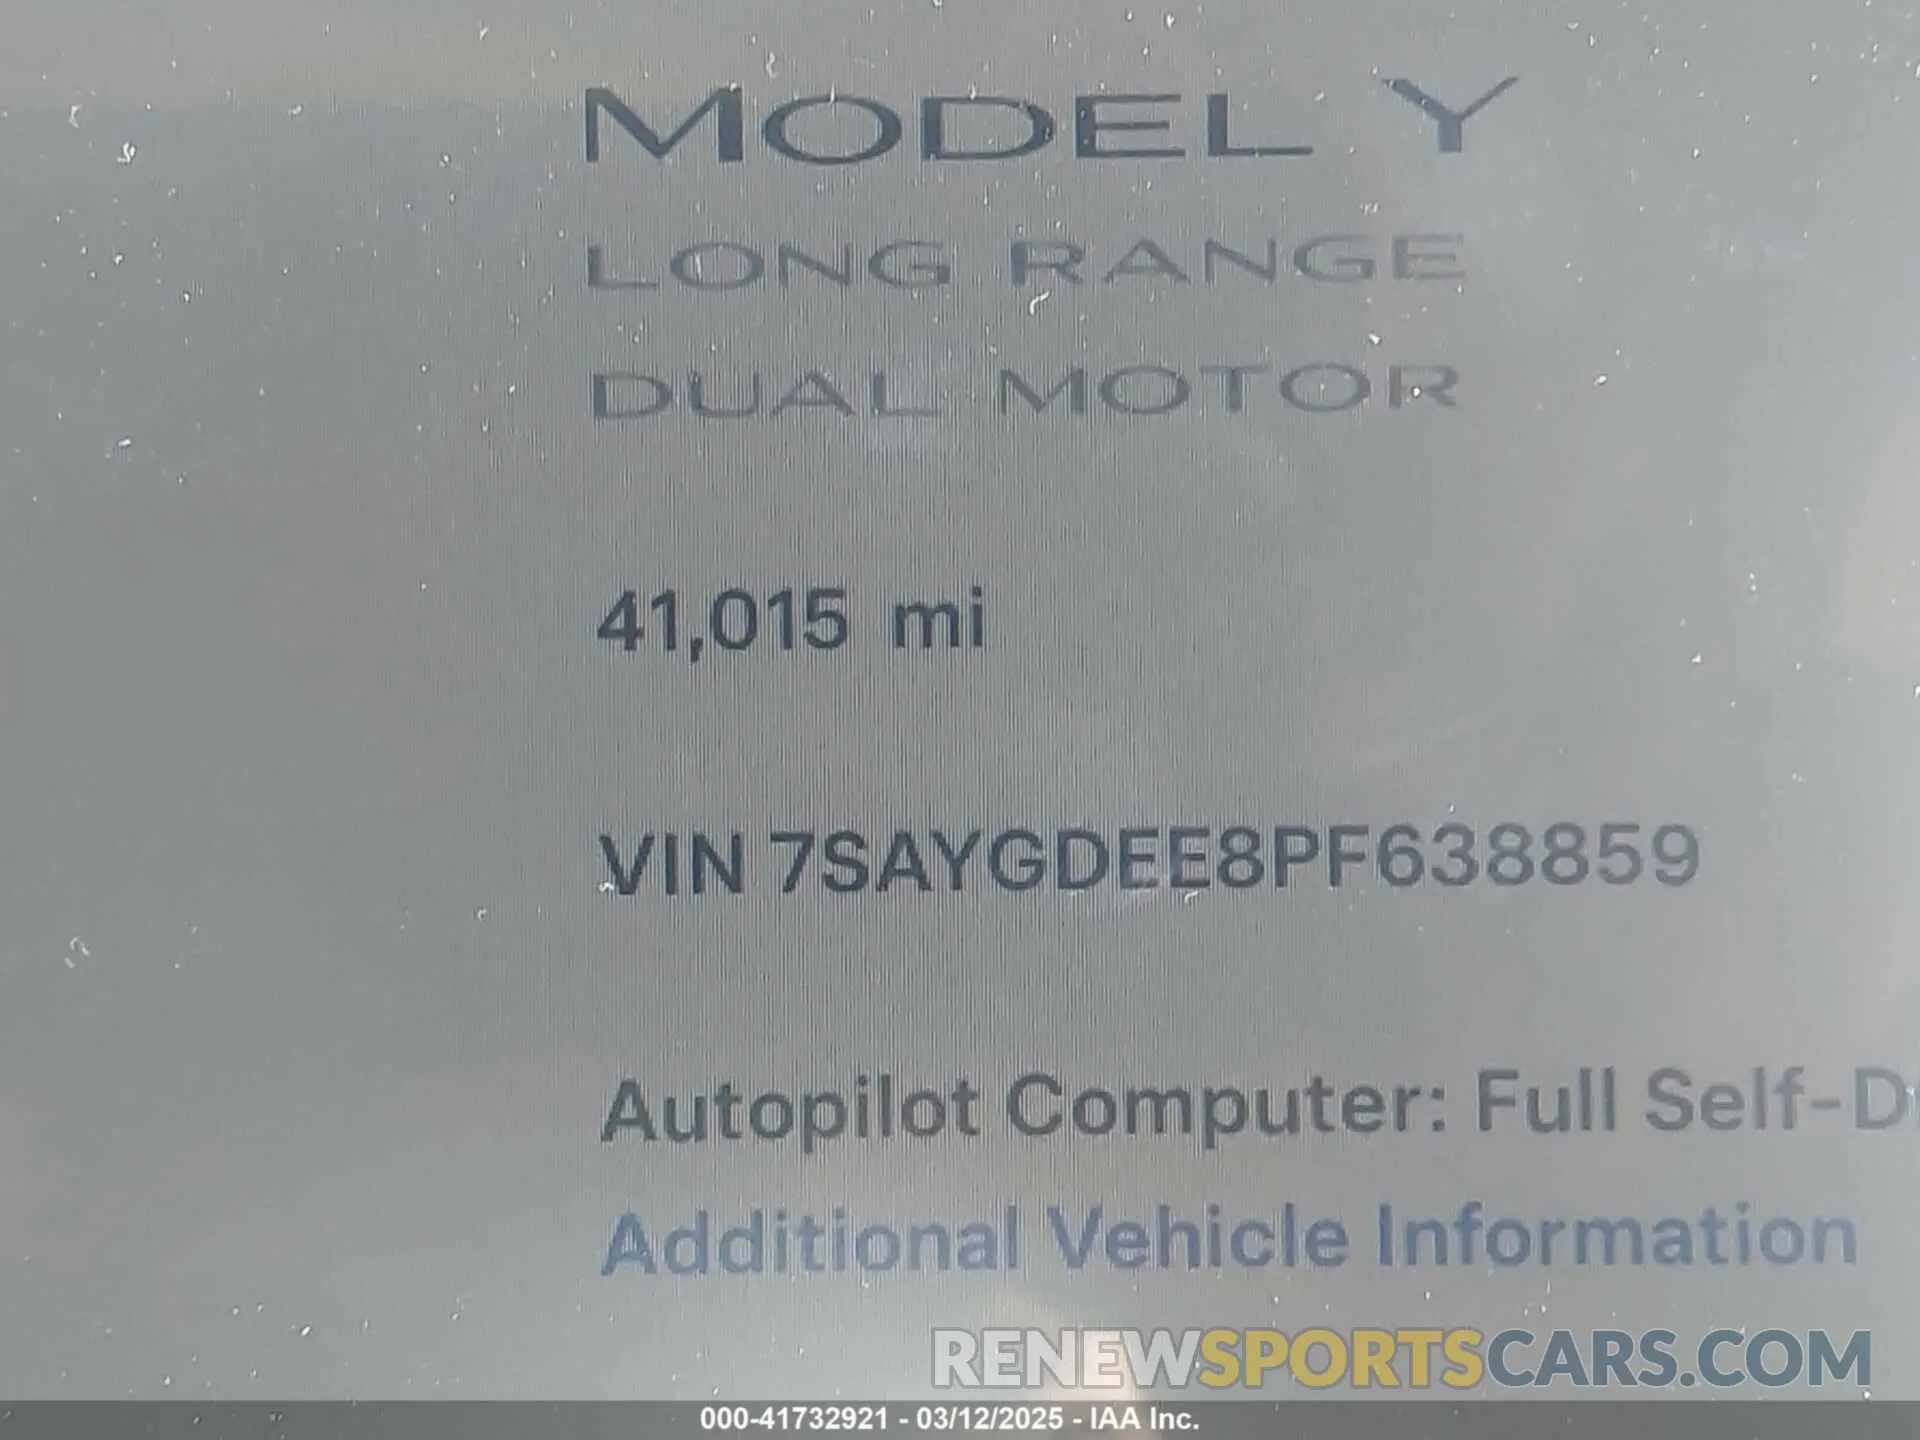 MODEL Y
LONG RANGE
DUAL MOTOR
41,015 mi
VIN 7SAYGDEE8PF638859
Autopilot Computer: Full Self-D
Additional Vehicle Information
RENEWSPORTSCARS.COM
000-41732921 - 03/12/2025 - IAA Inc.